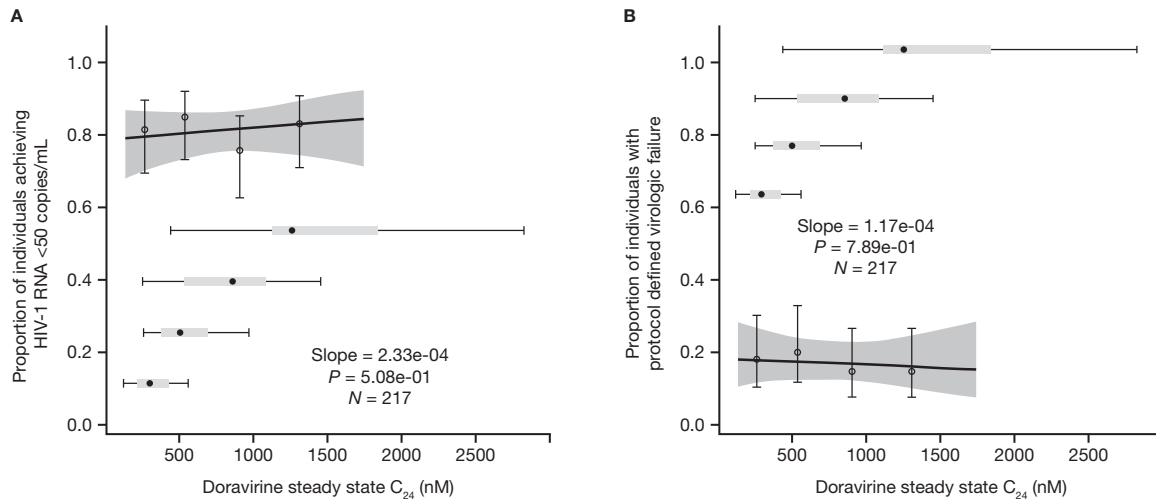 A
Proportion of individuals achieving
HIV-1 RNA <50 copies/mL
1.0
0.8
0.6
0.4
0.2
0.0
Slope = 2.33e-04
P = 5.08e-01
N = 217
500
1000
1500
2000
2500
Doravirine steady state C24 (nM)
B
Proportion of individuals with
protocol defined virologic failure
1.0
0.8
0.6
0.4
0.2
0.0
Slope = 1.17e-04
P = 7.89e-01
N = 217
500
1000
1500
2000
2500
Doravirine steady state C24 (nM)